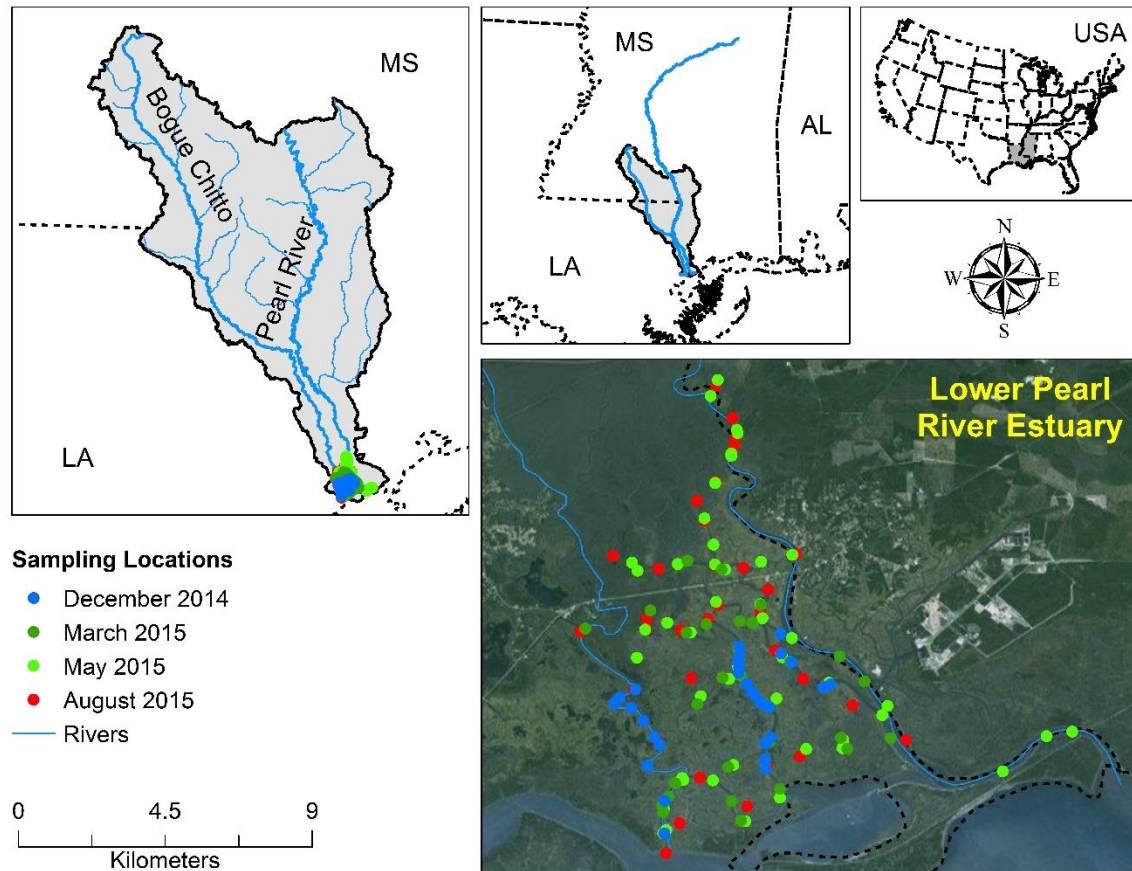 MS
Bogue Chitto
Pearl River
LA
MS
AL
LA
USA
N
W E
S
Lower Pearl
River Estuary
Sampling Locations
December 2014
March 2015
May 2015
August 2015
Rivers
0 4.5 9
Kilometers